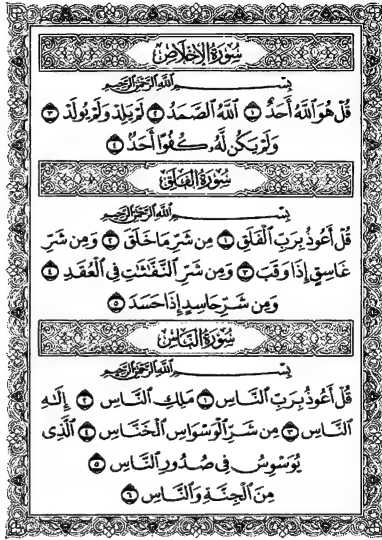 سُورَةُ الإِخْلَاصِ
بِسْمِ ٱللَّهِ ٱلرَّحْمَٰنِ ٱلرَّحِيمِ
قُلْ هُوَ ٱللَّهُ أَحَدٌ ١ ٱللَّهُ ٱلصَّمَدُ ٢ لَمْ يَلِدْ وَلَمْ يُولَدْ ٣
وَلَمْ يَكُن لَّهُۥ كُفُوًا أَحَدٌۢ ٤
سُورَةُ الفَلَقِ
بِسْمِ ٱللَّهِ ٱلرَّحْمَٰنِ ٱلرَّحِيمِ
قُلْ أَعُوذُ بِرَبِّ ٱلْفَلَقِ ١ مِن شَرِّ مَا خَلَقَ ٢ وَمِن شَرِّ
غَاسِقٍ إِذَا وَقَبَ ٣ وَمِن شَرِّ ٱلنَّفَّٰثَٰتِ فِى ٱلْعُقَدِ ٤
وَمِن شَرِّ حَاسِدٍ إِذَا حَسَدَ ٥
سُورَةُ النَّاسِ
بِسْمِ ٱللَّهِ ٱلرَّحْمَٰنِ ٱلرَّحِيمِ
قُلْ أَعُوذُ بِرَبِّ ٱلنَّاسِ ١ مَلِكِ ٱلنَّاسِ ٢ إِلَٰهِ
ٱلنَّاسِ ٣ مِن شَرِّ ٱلْوَسْوَاسِ ٱلْخَنَّاسِ ٤ ٱلَّذِى
يُوَسْوِسُ فِى صُدُورِ ٱلنَّاسِ ٥
مِنَ ٱلْجِنَّةِ وَٱلنَّاسِ ٦